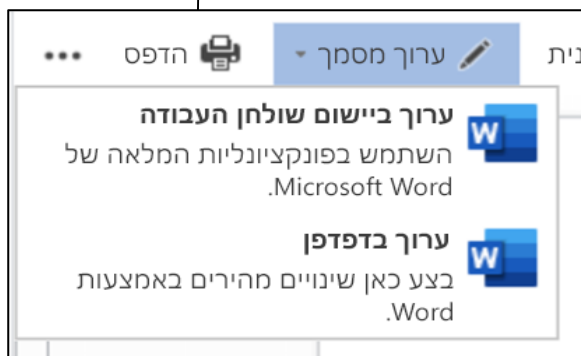 נית
ערוך מסמך
הדפס
ערוך ביישום שולחן העבודה
השתמש בפונקציונליות המלאה של
Microsoft Word.
ערוך בדפדפן
בצע כאן שינויים מהירים באמצעות
Word.